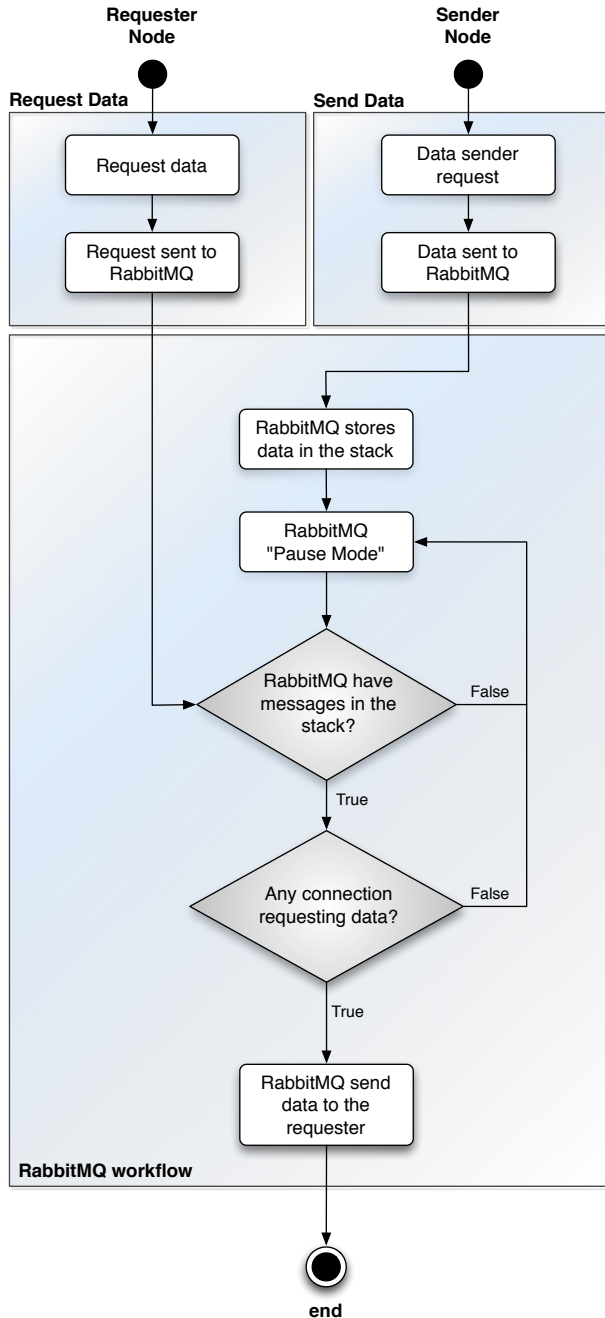 Requester
Node
Sender
Node
Request Data
Send Data
Request data
Data sender
request
Request sent to
RabbitMQ
Data sent to
RabbitMQ
RabbitMQ stores
data in the stack
RabbitMQ
"Pause Mode"
RabbitMQ have
messages in the
stack?
False
True
Any connection
requesting data?
False
True
RabbitMQ send
data to the
requester
RabbitMQ workflow
end